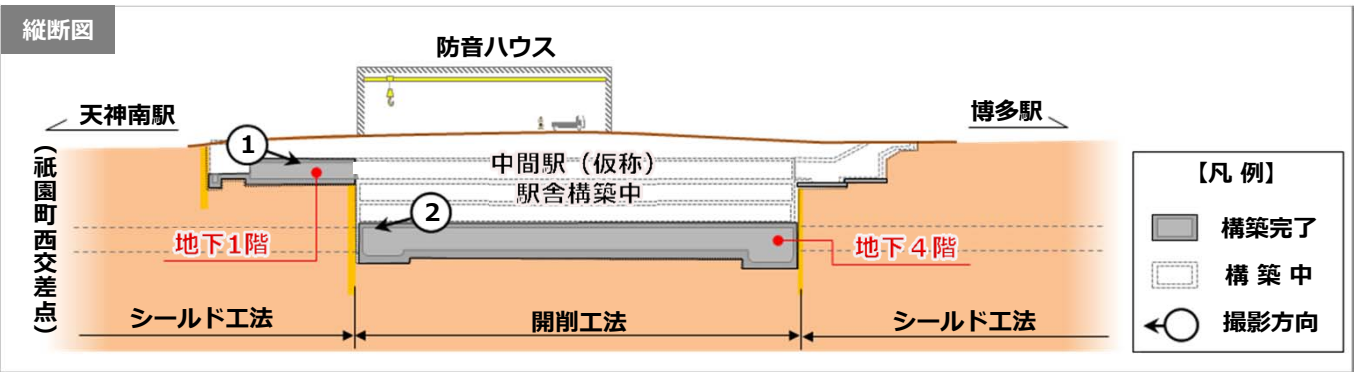 縦断図
防音ハウス
天神南駅
博多駅
(祇園町西交差点)
1
中間駅（仮称）
駅舎構築中
2
地下1階
地下４階
シールド工法
開削工法
シールド工法
【凡 例】
構築完了
構 築 中
撮影方向